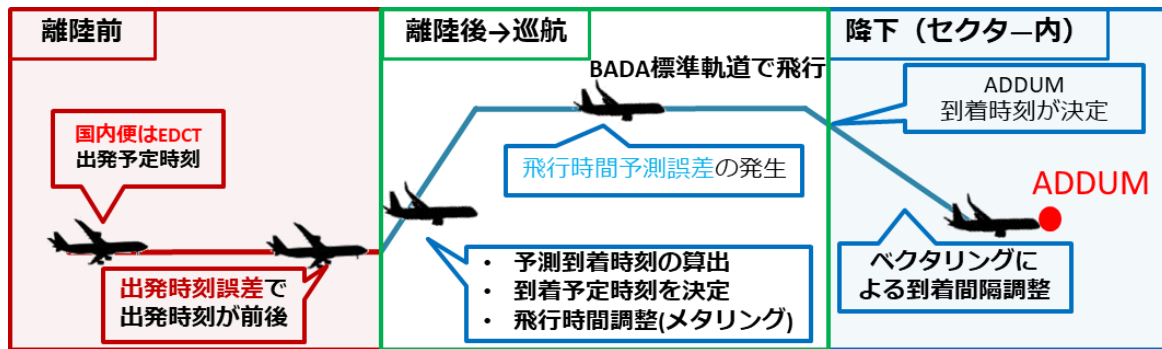 離陸前
国内便はEDCT
出発予定時刻
出発時刻誤差で
出発時刻が前後
離陸後→巡航
BADA標準軌道で飛行
飛行時間予測誤差の発生
• 予測到着時刻の算出
• 到着予定時刻を決定
• 飛行時間調整(メタリング)
降下（セクタ―内）
ADDUM
到着時刻が決定
ADDUM
ベクタリングに
よる到着間隔調整